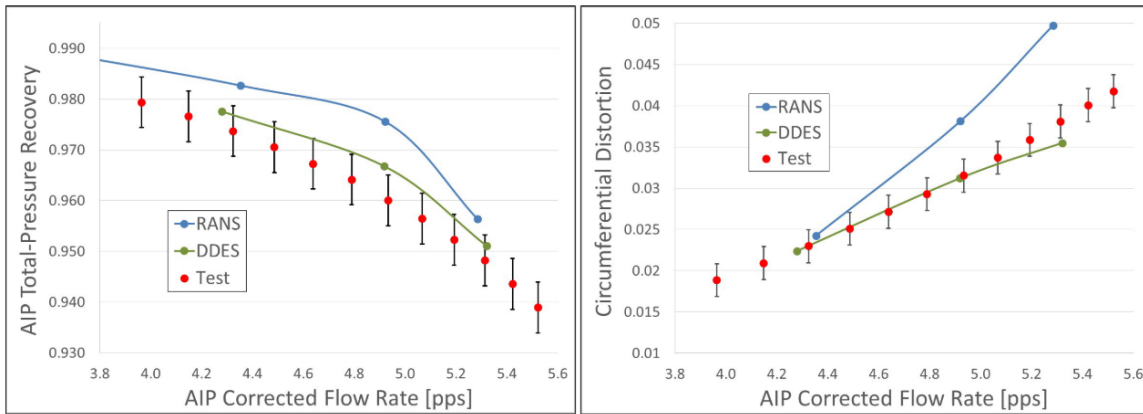 AIP Total-Pressure Recovery
0.990
0.980
0.970
0.960
0.950
0.940
0.930
RANS
DDES
Test
3.8 4.0 4.2 4.4 4.6 4.8 5.0 5.2 5.4 5.6
AIP Corrected Flow Rate [pps]
Circumferential Distortion
0.05
0.045
0.04
0.035
0.03
0.025
0.02
0.015
0.01
RANS
DDES
Test
3.8 4.0 4.2 4.4 4.6 4.8 5.0 5.2 5.4 5.6
AIP Corrected Flow Rate [pps]